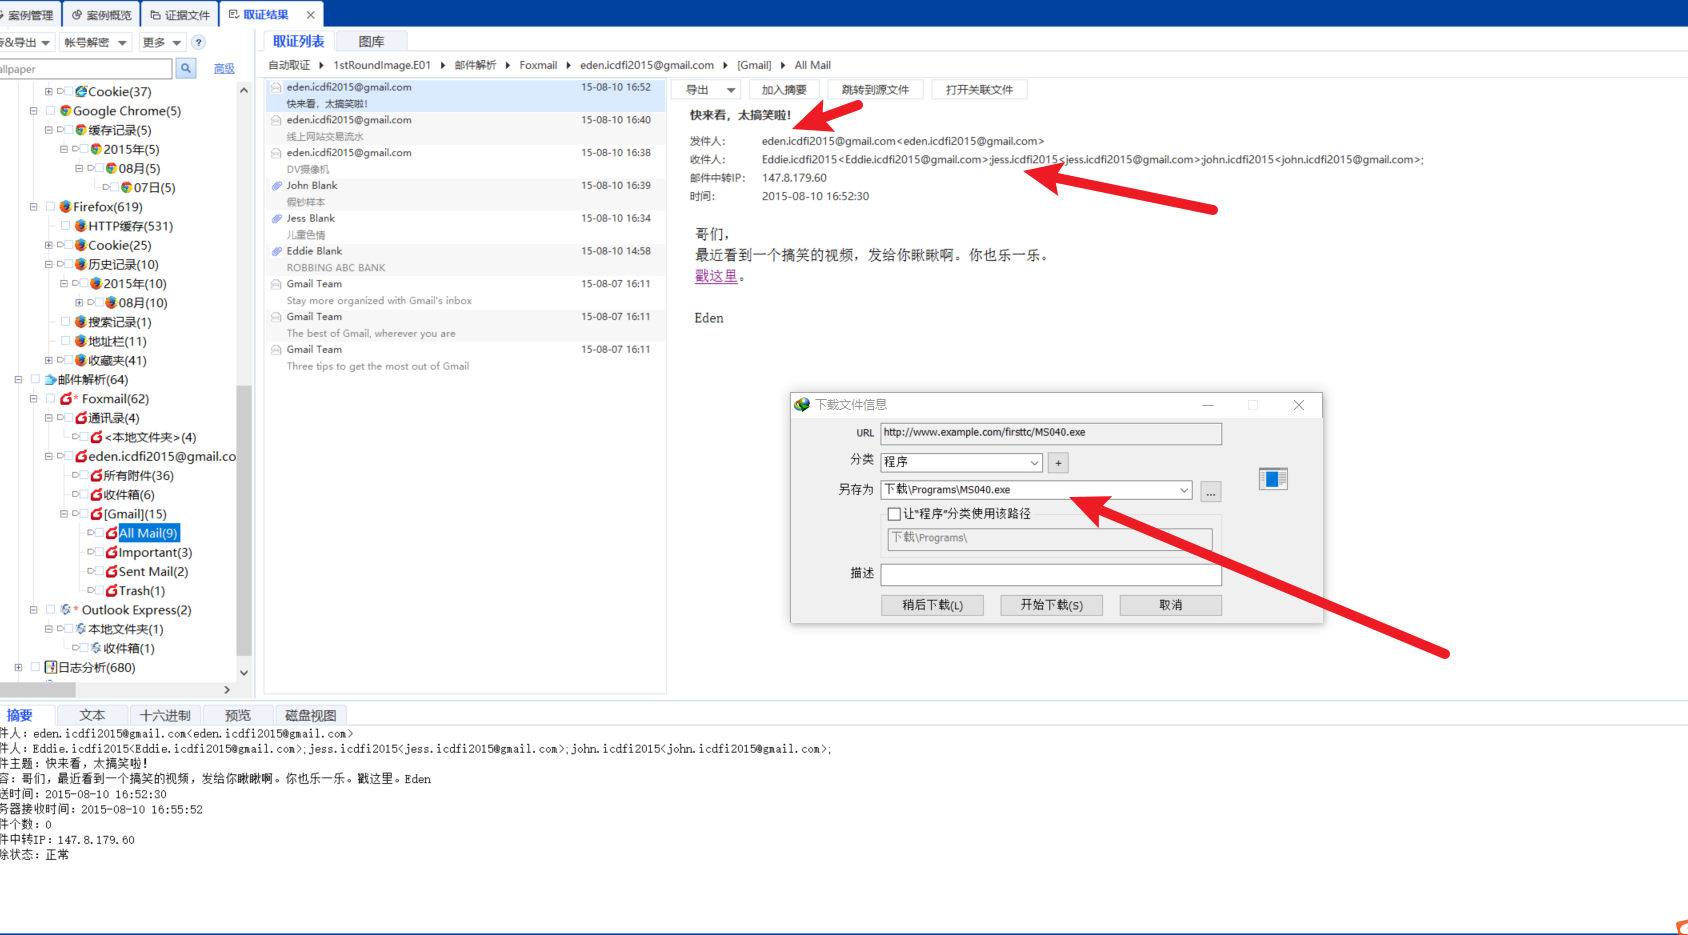 案例管理 案例概览 证据文件 取证结果
&导出 帐号解密 更多 ?
allpaper 高级
Cookie(37)
Google Chrome(5)
缓存记录(5)
2015年(5)
08月(5)
07日(5)
Firefox(619)
HTTP缓存(531)
Cookie(25)
历史记录(10)
2015年(10)
08月(10)
搜索记录(1)
地址栏(11)
收藏夹(41)
邮件解析(64)
* Foxmail(62)
通讯录(4)
<本地文件夹>(4)
eden.icdfi2015@gmail.co
所有附件(36)
收件箱(6)
[Gmail](15)
All Mail(9)
Important(3)
Sent Mail(2)
Trash(1)
* Outlook Express(2)
本地文件夹(1)
收件箱(1)
日志分析(680)
取证列表 图库
自动取证 1stRoundImage.E01 邮件解析 Foxmail eden.icdfi2015@gmail.com [Gmail] All Mail
eden.icdfi2015@gmail.com 15-08-10 16:52
快来看，太搞笑啦！
eden.icdfi2015@gmail.com 15-08-10 16:40
线上网站交易流水
eden.icdfi2015@gmail.com 15-08-10 16:38
DV摄像机
John Blank 15-08-10 16:39
假钞样本
Jess Blank 15-08-10 16:34
儿童色情
Eddie Blank 15-08-10 14:58
ROBBING ABC BANK
Gmail Team 15-08-07 16:11
Stay more organized with Gmail's inbox
Gmail Team 15-08-07 16:11
The best of Gmail, wherever you are
Gmail Team 15-08-07 16:11
Three tips to get the most out of Gmail
导出 加入摘要 跳转到源文件 打开关联文件
快来看，太搞笑啦！
发件人： eden.icdfi2015@gmail.com<eden.icdfi2015@gmail.com>
收件人： Eddie.icdfi2015<Eddie.icdfi2015@gmail.com>;jess.icdfi2015<jess.icdfi2015@gmail.com>;john.icdfi2015<john.icdfi2015@gmail.com>;
邮件中转IP： 147.8.179.60
时间： 2015-08-10 16:52:30
哥们，
最近看到一个搞笑的视频，发给你瞅瞅啊。你也乐一乐。
戳这里。
Eden
下载文件信息
URL http://www.example.com/firsttc/MS040.exe
分类 程序 +
另存为 下载\Programs\MS040.exe ...
让"程序"分类使用该路径
下载\Programs\
描述
稍后下载(L) 开始下载(S) 取消
摘要 文本 十六进制 预览 磁盘视图
件人：eden.icdfi2015@gmail.com<eden.icdfi2015@gmail.com>
件人：Eddie.icdfi2015<Eddie.icdfi2015@gmail.com>;jess.icdfi2015<jess.icdfi2015@gmail.com>;john.icdfi2015<john.icdfi2015@gmail.com>;
件主题：快来看，太搞笑啦！
容：哥们，最近看到一个搞笑的视频，发给你瞅瞅啊。你也乐一乐。戳这里。Eden
送时间：2015-08-10 16:52:30
务器接收时间：2015-08-10 16:55:52
件个数：0
件中转IP：147.8.179.60
除状态：正常